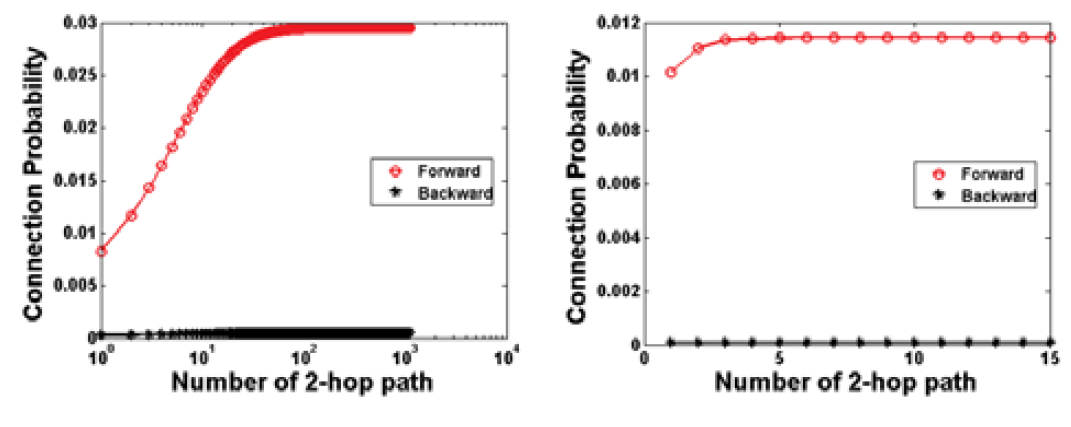 Connection Probability
0.03
0.025
0.02
0.015
0.01
0.005
0
10^0
10^1
10^2
10^3
10^4
Number of 2-hop path
Forward
Backward
Connection Probability
0.012
0.01
0.008
0.006
0.004
0.002
0
0
5
10
15
Number of 2-hop path
Forward
Backward